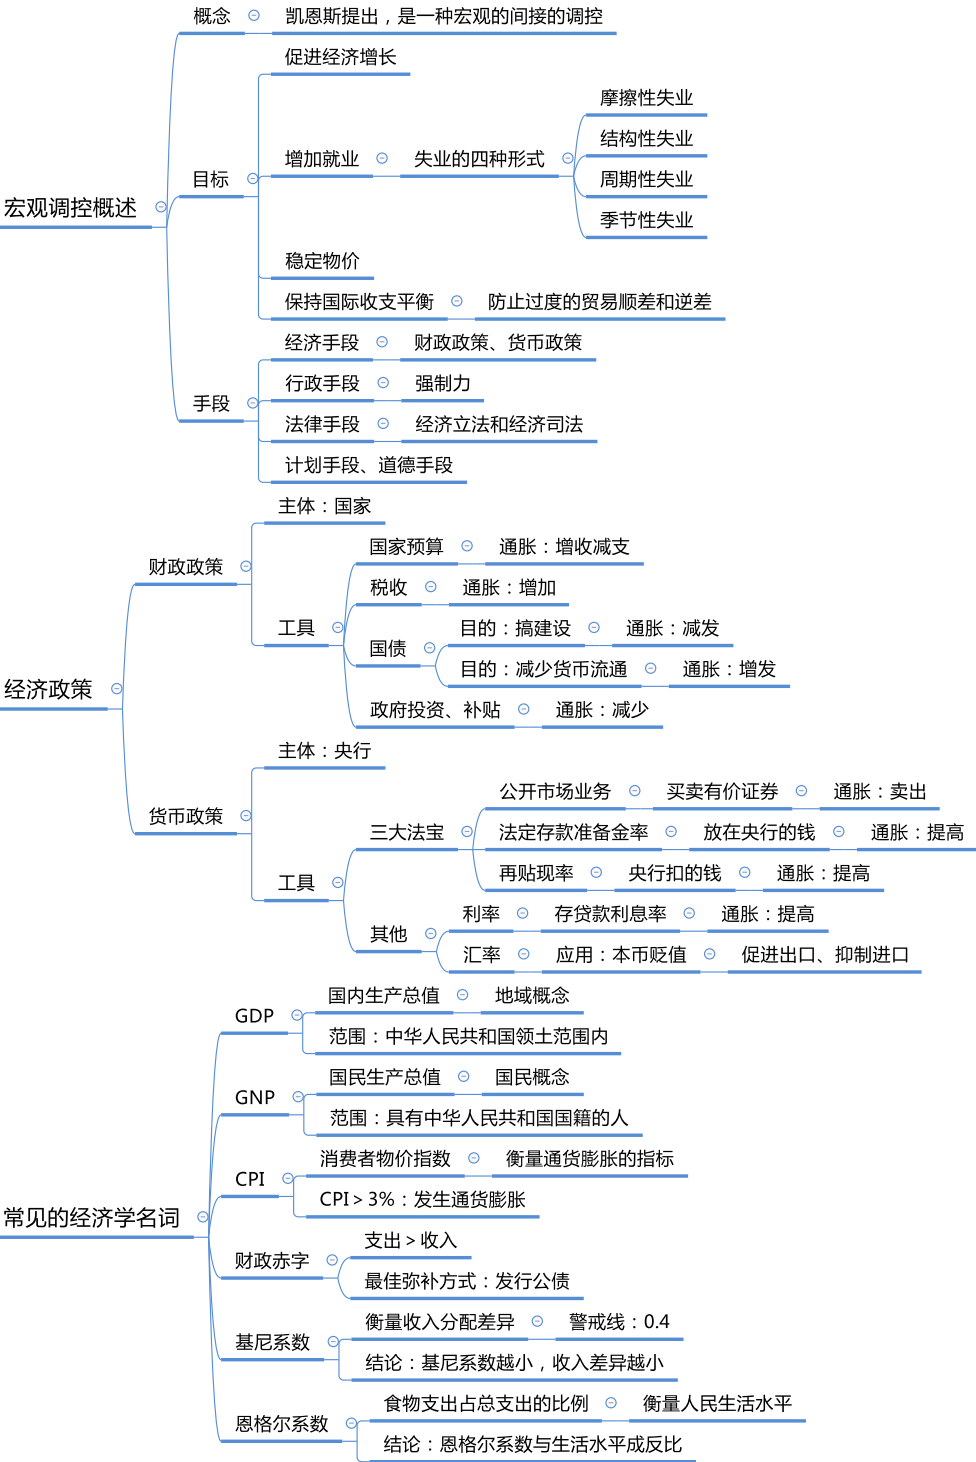 概念
凯恩斯提出，是一种宏观的间接的调控
促进经济增长
摩擦性失业
结构性失业
增加就业
失业的四种形式
周期性失业
目标
季节性失业
宏观调控概述
稳定物价
保持国际收支平衡
防止过度的贸易顺差和逆差
经济手段
财政政策、货币政策
行政手段
强制力
手段
法律手段
经济立法和经济司法
计划手段、道德手段
主体：国家
国家预算
通胀：增收减支
财政政策
税收
通胀：增加
工具
目的：搞建设
通胀：减发
国债
目的：减少货币流通
通胀：增发
经济政策
政府投资、补贴
通胀：减少
主体：央行
公开市场业务
买卖有价证券
通胀：卖出
货币政策
三大法宝
法定存款准备金率
放在央行的钱
通胀：提高
再贴现率
央行扣的钱
通胀：提高
工具
利率
存贷款利息率
通胀：提高
其他
汇率
应用：本币贬值
促进出口、抑制进口
国内生产总值
地域概念
GDP
范围：中华人民共和国领土范围内
国民生产总值
国民概念
GNP
范围：具有中华人民共和国国籍的人
消费者物价指数
衡量通货膨胀的指标
CPI
CPI＞3%：发生通货膨胀
常见的经济学名词
支出＞收入
财政赤字
最佳弥补方式：发行公债
衡量收入分配差异
警戒线：0.4
基尼系数
结论：基尼系数越小，收入差异越小
食物支出占总支出的比例
衡量人民生活水平
恩格尔系数
结论：恩格尔系数与生活水平成反比